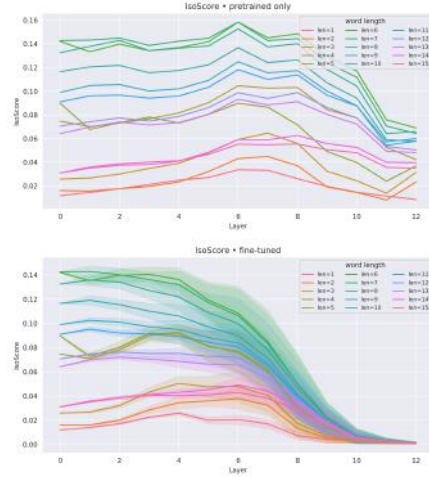 IsoScore • pretrained only
IsoScore
0.16
0.14
0.12
0.10
0.08
0.06
0.04
0.02
word length
len=1 len=6 len=11
len=2 len=7 len=12
len=3 len=8 len=13
len=4 len=9 len=14
len=5 len=10 len=15
0 2 4 6 8 10 12
Layer
IsoScore • fine-tuned
IsoScore
0.14
0.12
0.10
0.08
0.06
0.04
0.02
0.00
word length
len=1 len=6 len=11
len=2 len=7 len=12
len=3 len=8 len=13
len=4 len=9 len=14
len=5 len=10 len=15
0 2 4 6 8 10 12
Layer